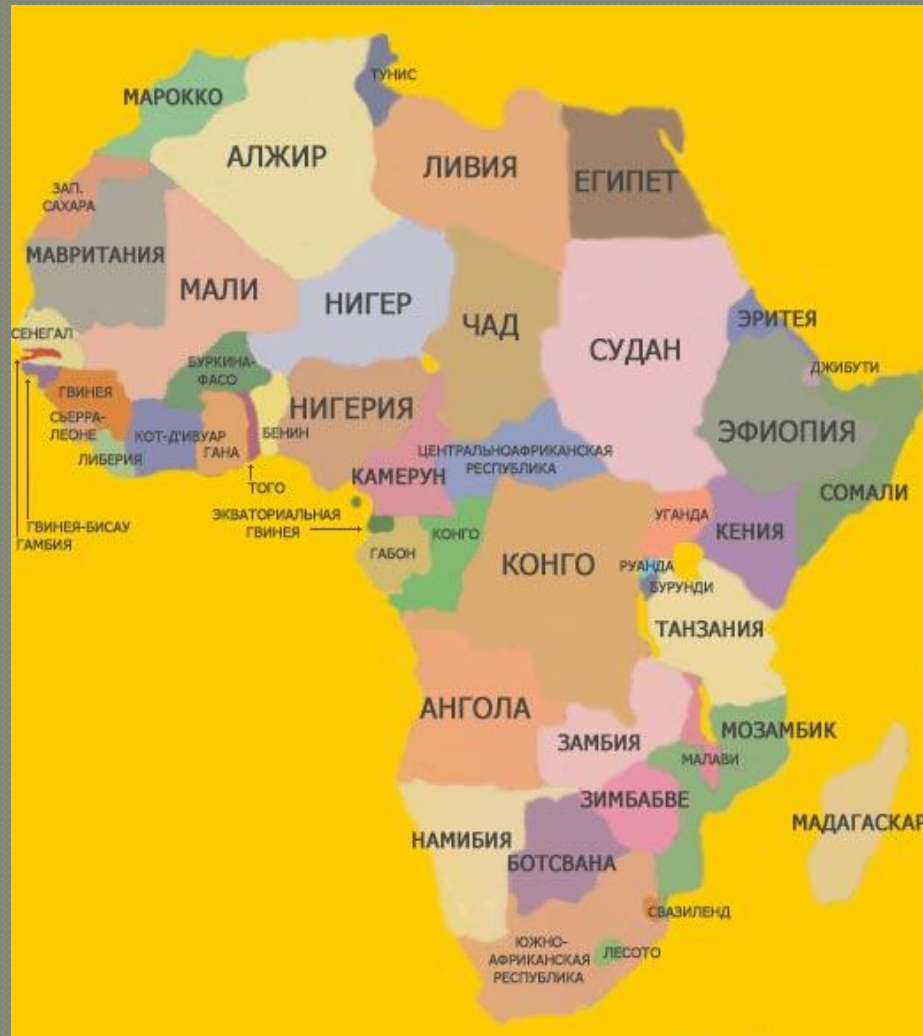 ТУНИС
МАРОККО
АЛЖИР
ЛИВИЯ
ЕГИПЕТ
ЗАП.
САХАРА
МАВРИТАНИЯ
МАЛИ
НИГЕР
ЧАД
СУДАН
ЭРИТЕЯ
СЕНЕГАЛ
БУРКИНА-
ФАСО
ДЖИБУТИ
ГВИНЕЯ
НИГЕРИЯ
ЭФИОПИЯ
СЬЕРРА-
ЛЕОНЕ
КОТ-Д'ИВУАР
ГАНА
БЕНИН
ЛИБЕРИЯ
ЦЕНТРАЛЬНОАФРИКАНСКАЯ
РЕСПУБЛИКА
КАМЕРУН
ТОГО
СОМАЛИ
ЭКВАТОРИАЛЬНАЯ
ГВИНЕЯ
ГВИНЕЯ-БИСАУ
ГАМБИЯ
УГАНДА
КЕНИЯ
КОНГО
ГАБОН
КОНГО
РУАНДА
БУРУНДИ
ТАНЗАНИЯ
АНГОЛА
ЗАМБИЯ
МОЗАМБИК
МАЛАВИ
ЗИМБАБВЕ
МАДАГАСКАР
НАМИБИЯ
БОТСВАНА
СВАЗИЛЕНД
ЮЖНО-
АФРИКАНСКАЯ
РЕСПУБЛИКА
ЛЕСОТО